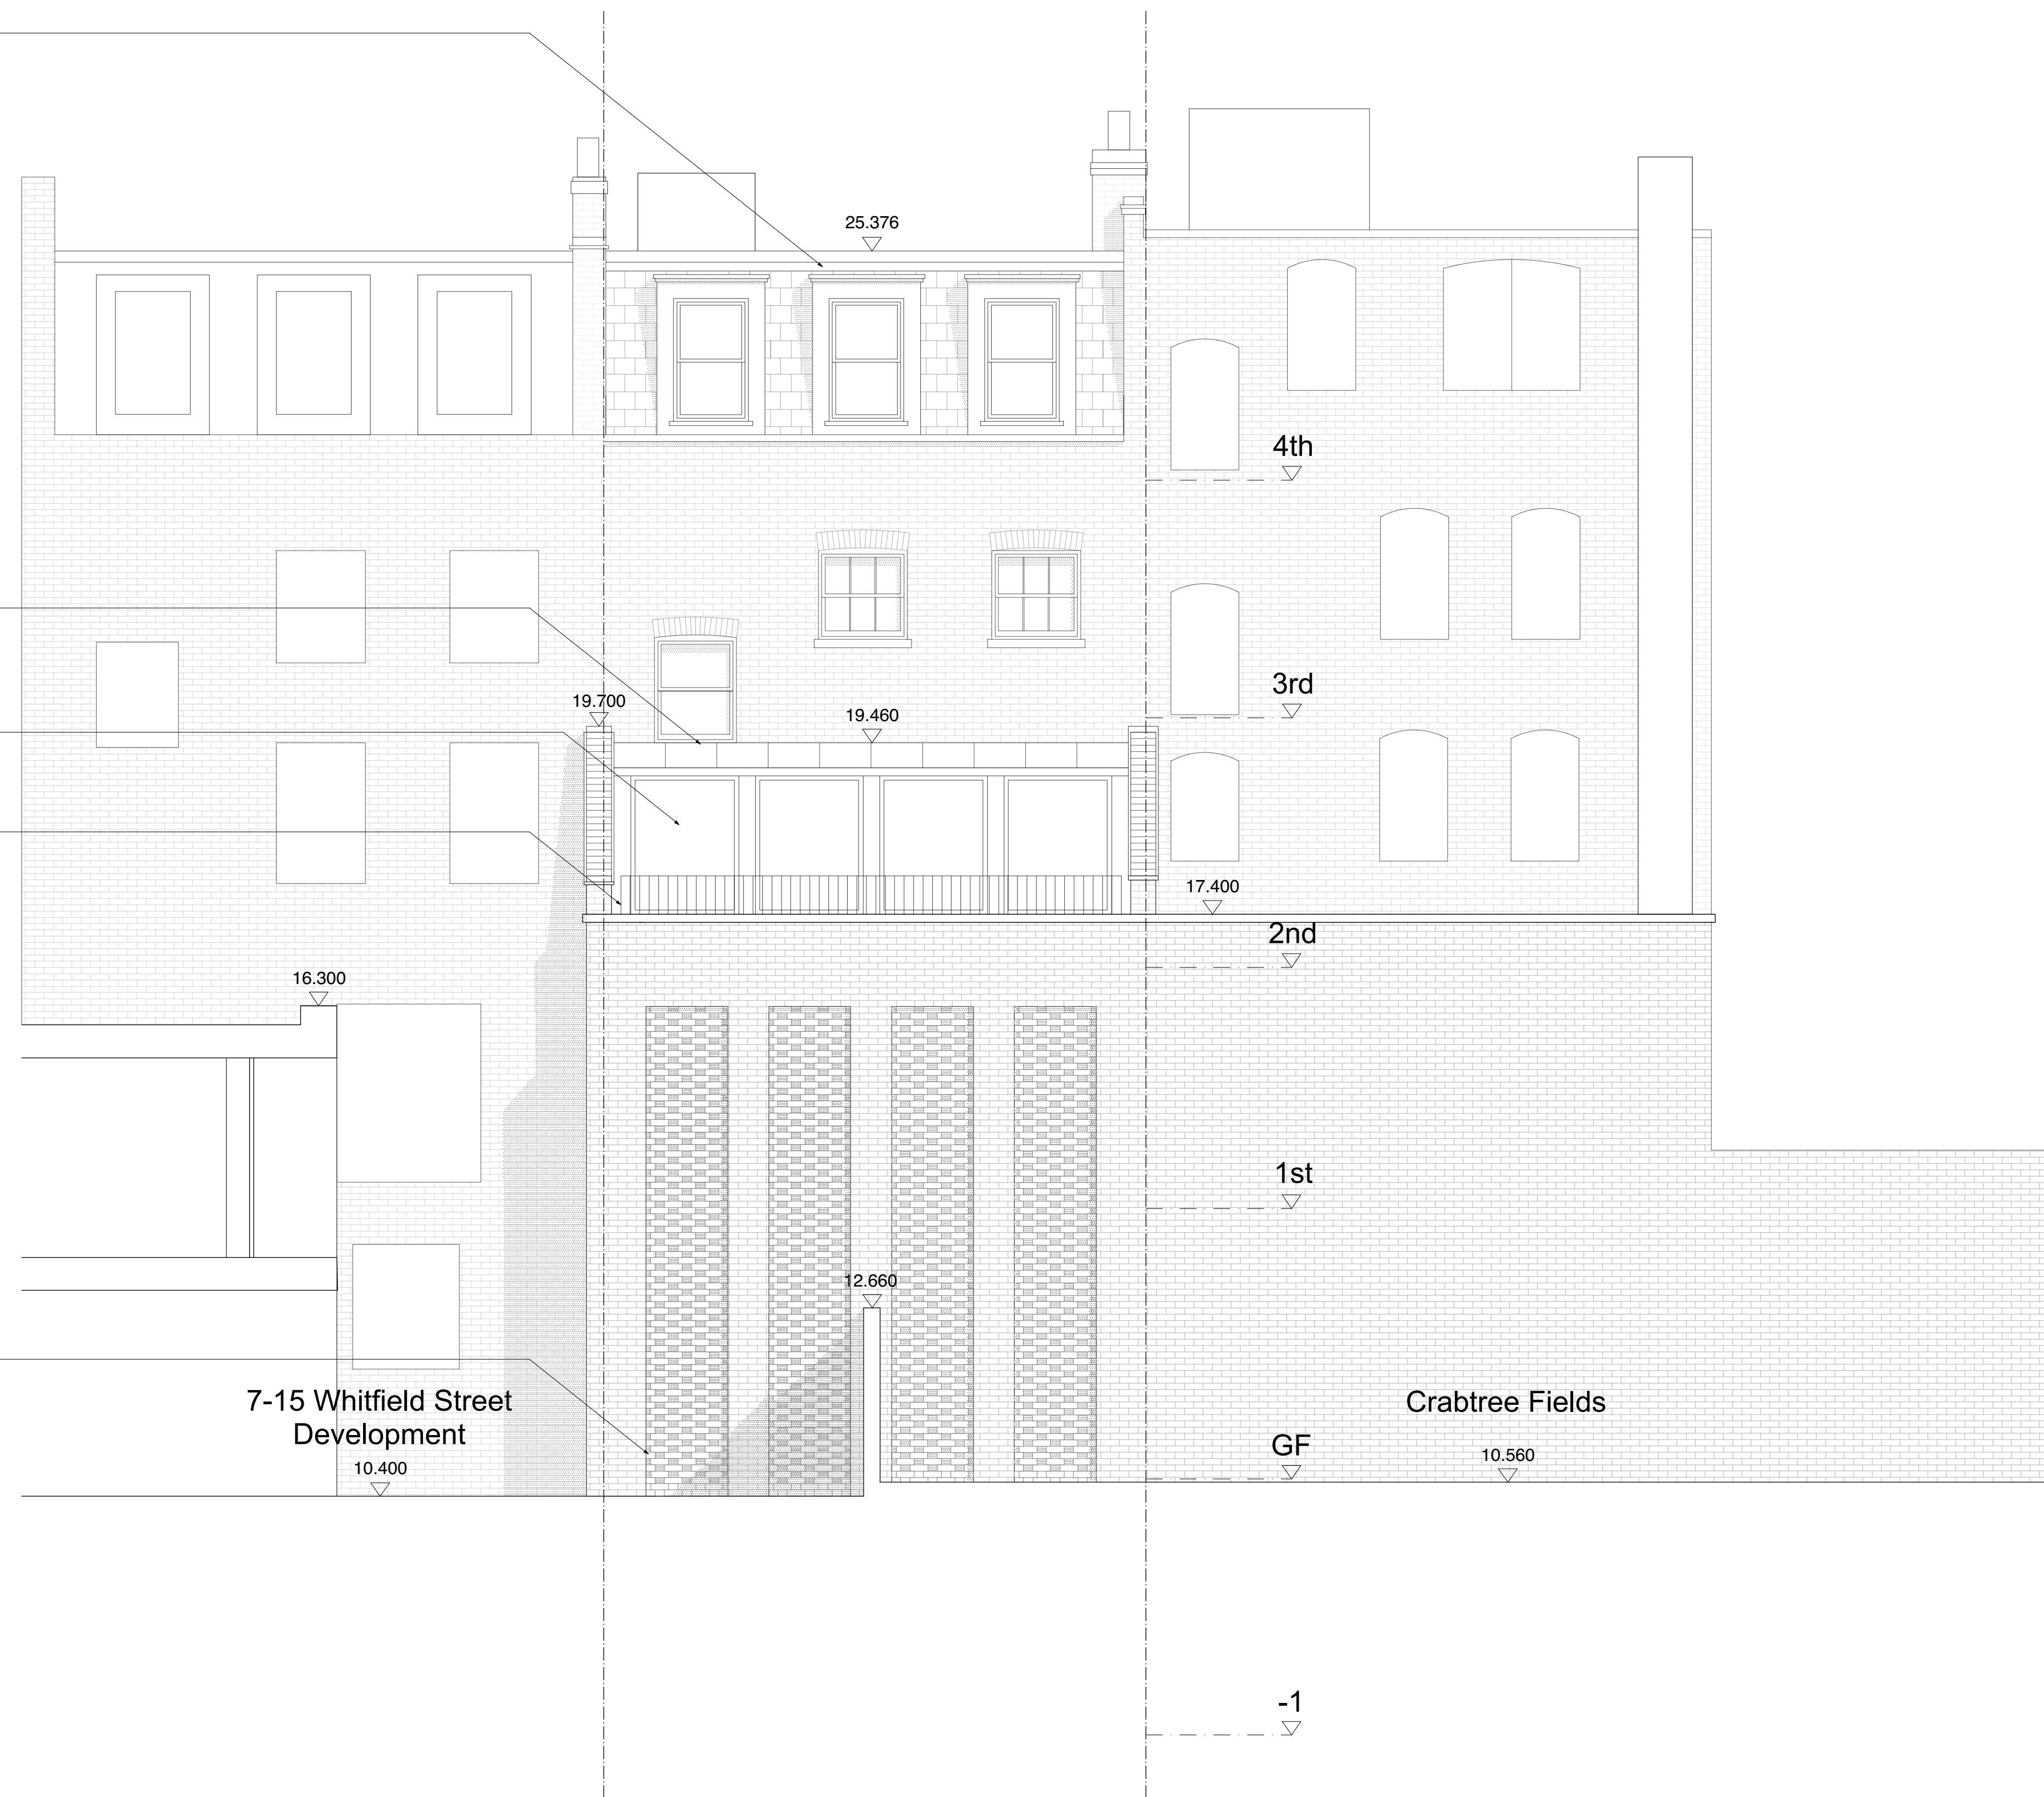 25.376
4th
3rd
19.700
19.460
17.400
2nd
16.300
1st
12.660
7-15 Whitfield Street
Development
10.400
Crabtree Fields
GF
10.560
-1